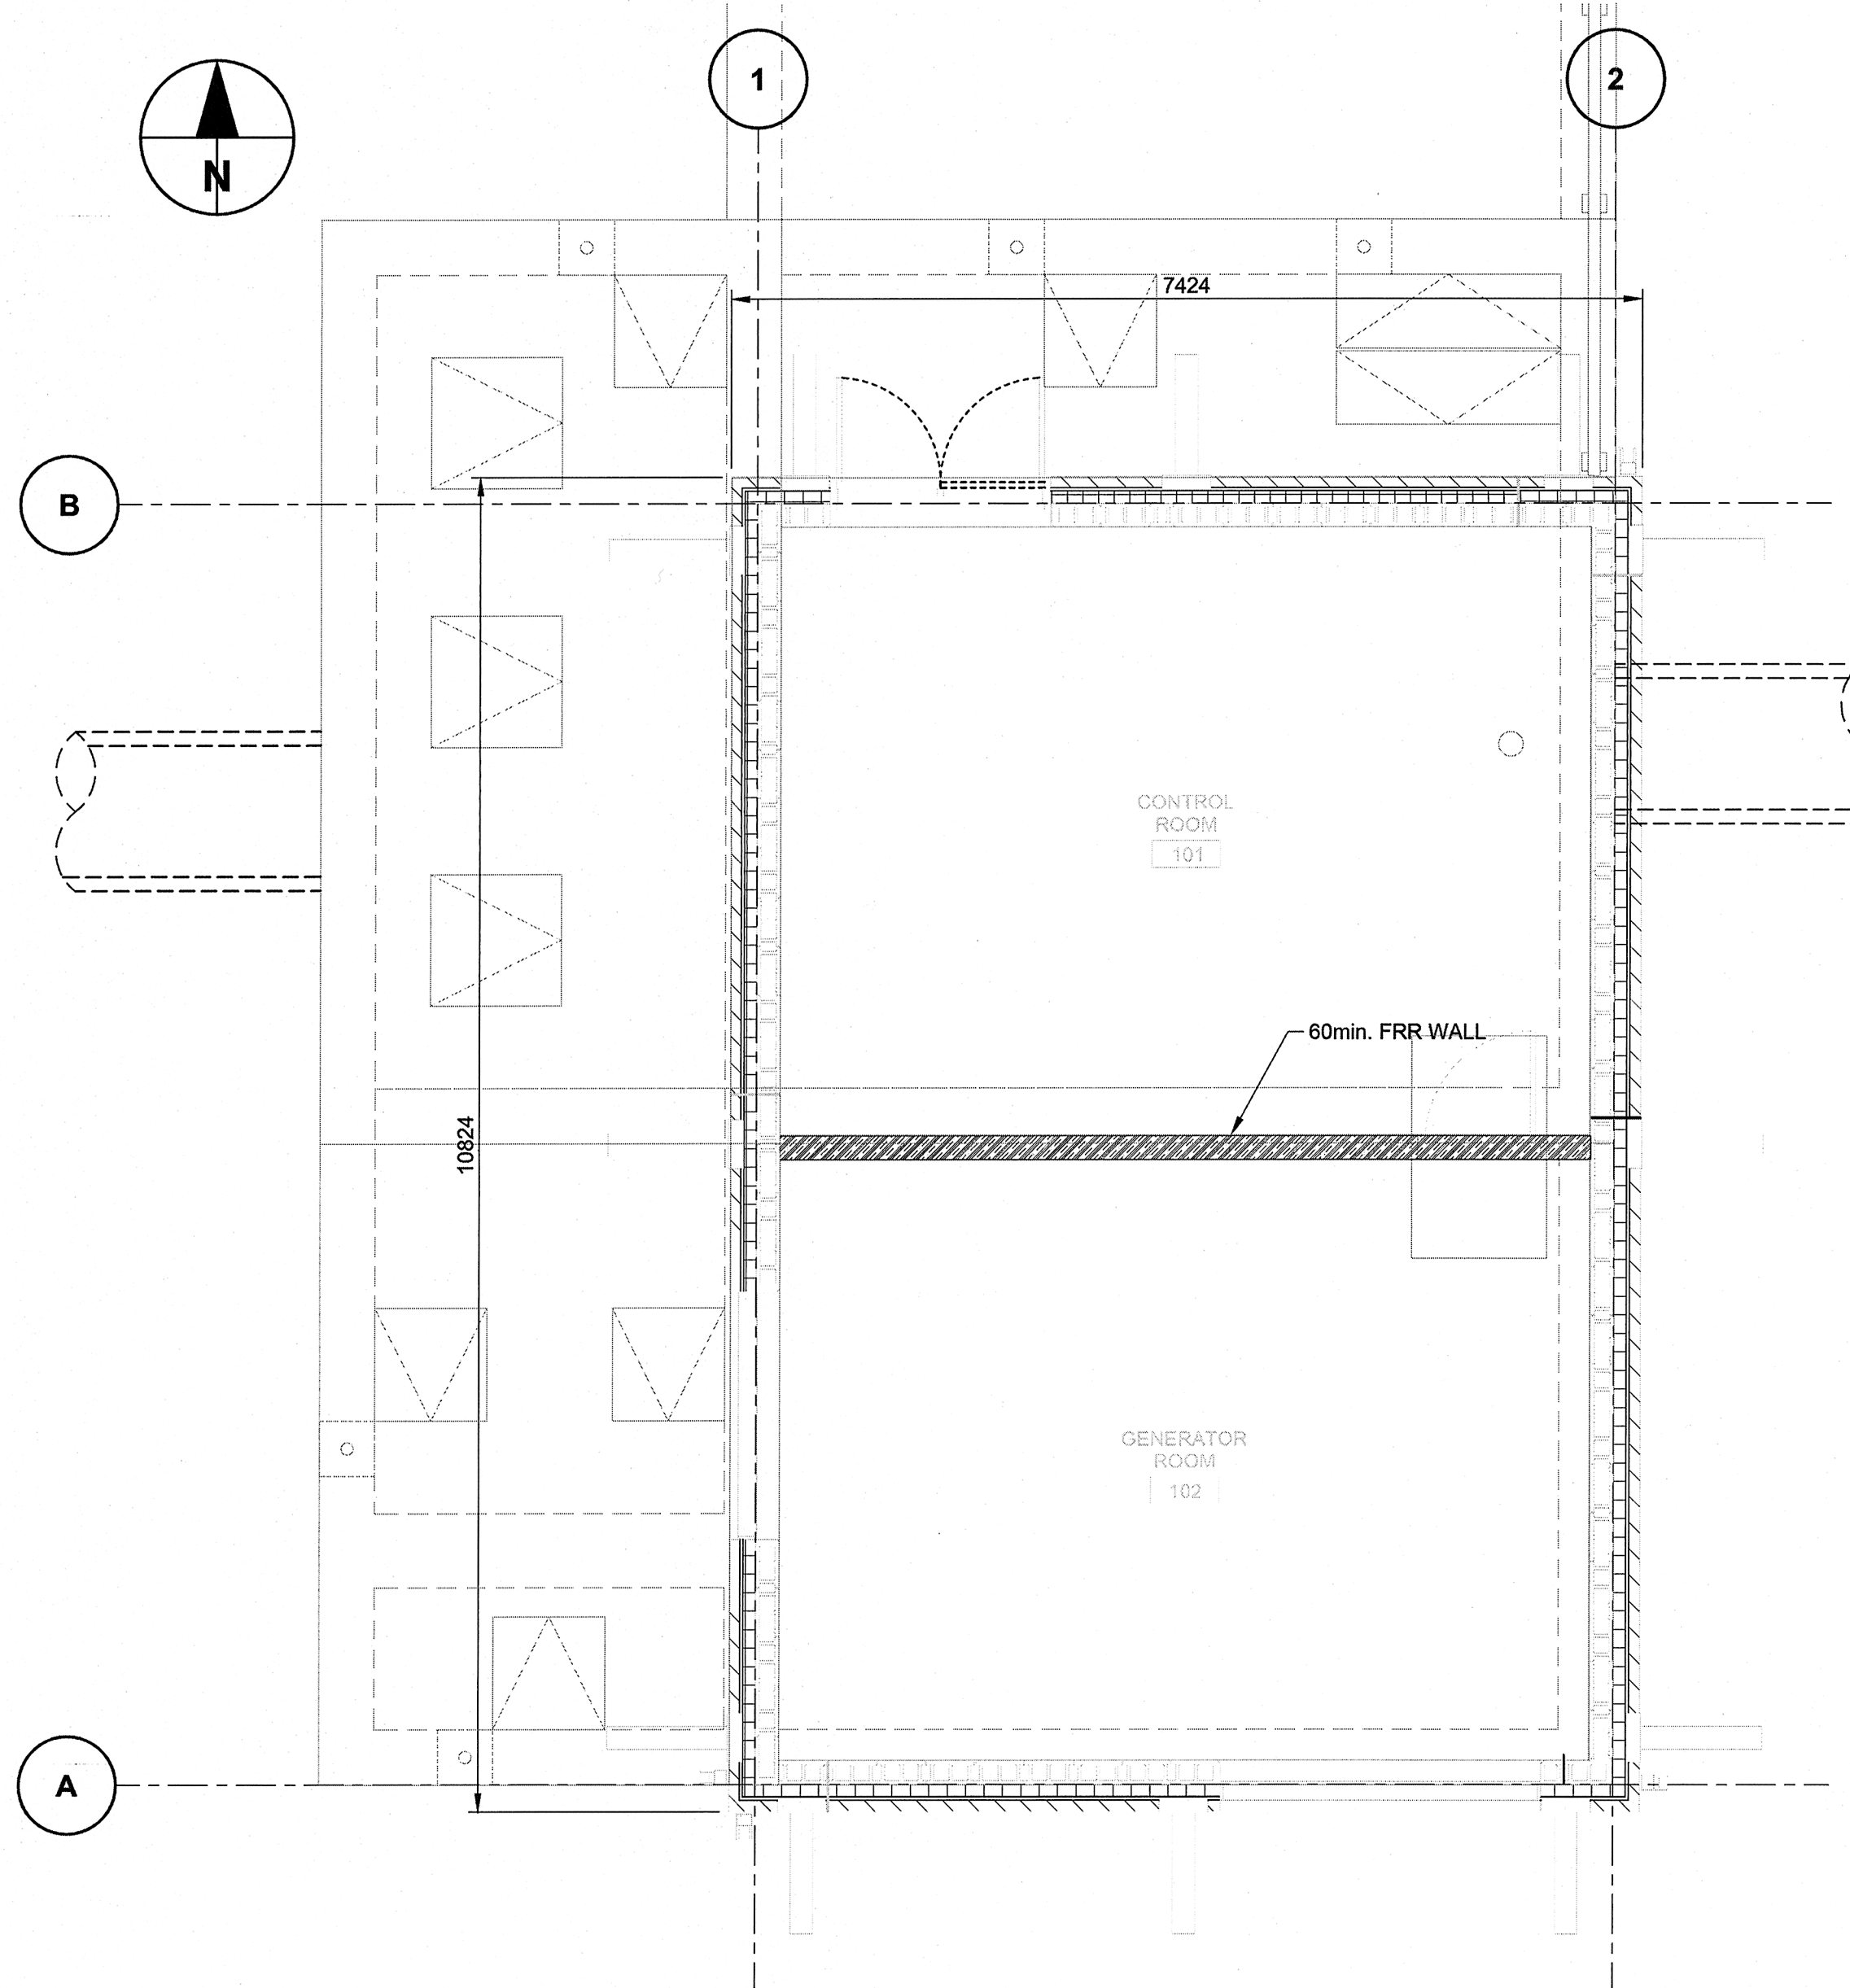 1
2
N
7424
B
CONTROL
ROOM
101
60min. FRR WALL
10824
GENERATOR
ROOM
102
A